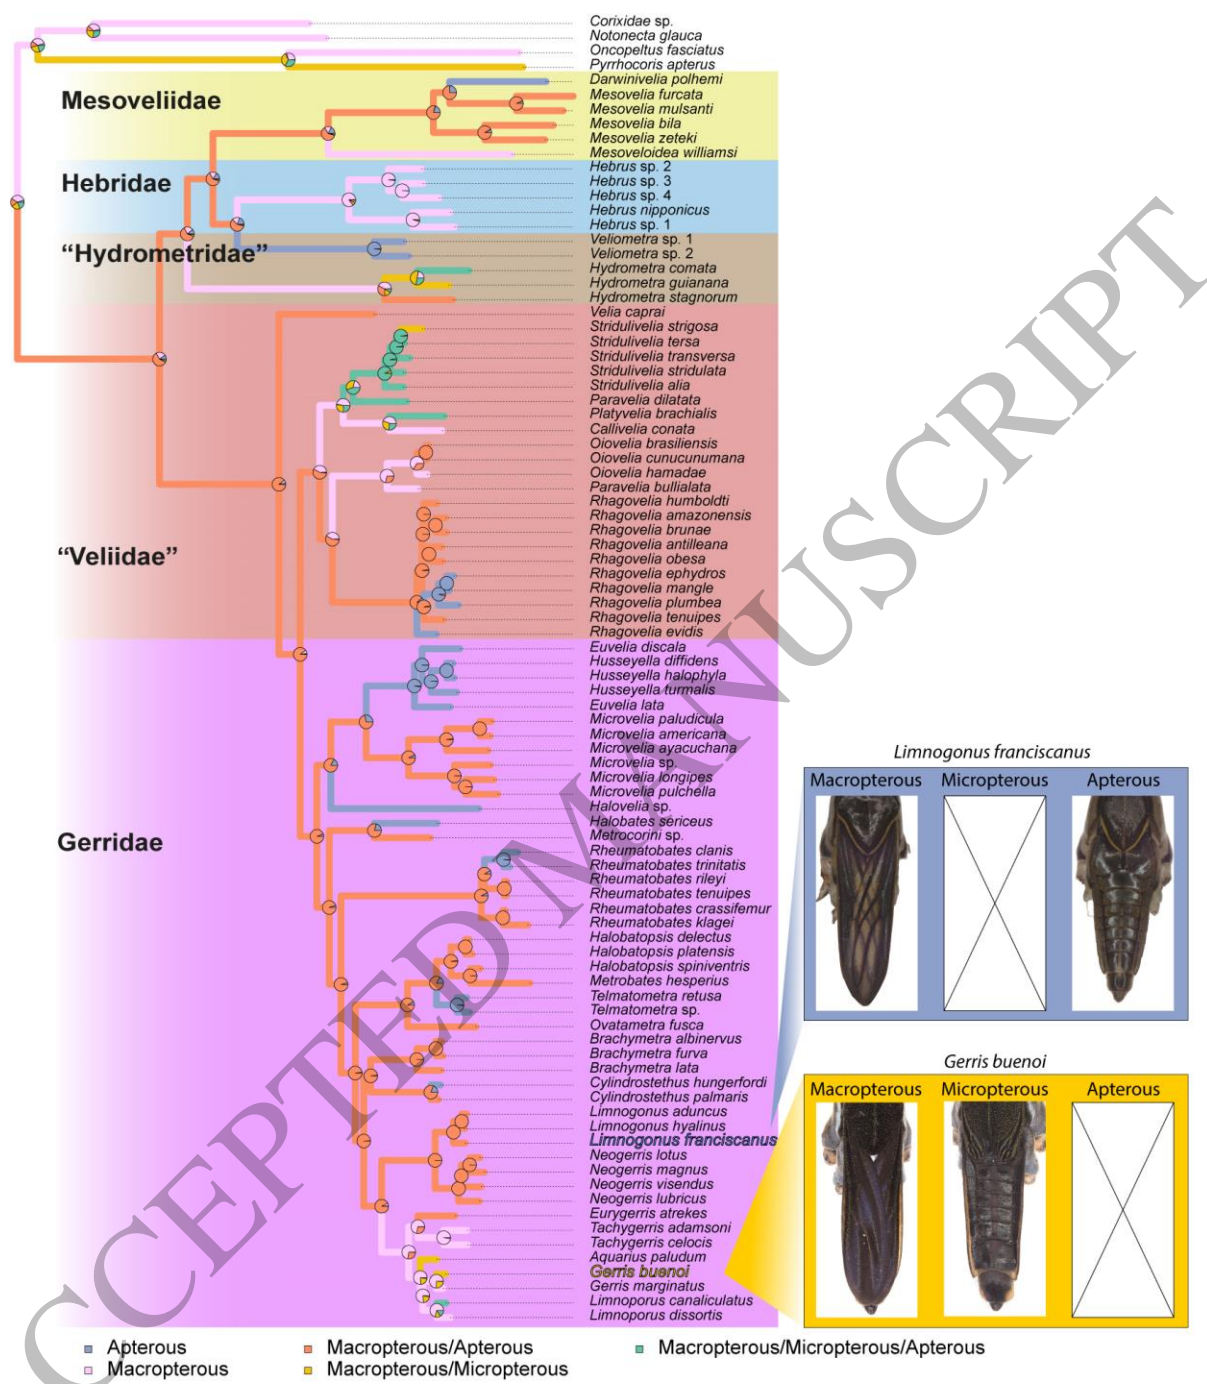 Corixidae sp.
Notonecta glauca
Oncopeltus fasciatus
Pyrrhocoris apterus
Mesoveliidae
Darwinivelia polhemi
Mesovelia furcata
Mesovelia mulsanti
Mesovelia bila
Mesovelia zeteki
Mesoveloidea williamsi
Hebridae
Hebrus sp. 2
Hebrus sp. 3
Hebrus sp. 4
Hebrus nipponicus
Hebrus sp. 1
“Hydrometridae”
Veliometra sp. 1
Veliometra sp. 2
Hydrometra comata
Hydrometra guianana
Hydrometra stagnorum
“Veliidae”
Velia caprai
Stridulivelia strigosa
Stridulivelia tersa
Stridulivelia transversa
Stridulivelia stridulata
Stridulivelia alia
Paravelia dilatata
Platyvelia brachialis
Callivelia conata
Oiovelia brasiliensis
Oiovelia cunucunumana
Oiovelia hamadae
Paravelia bullialata
Rhagovelia humboldti
Rhagovelia amazonensis
Rhagovelia brunae
Rhagovelia antilleana
Rhagovelia obesa
Rhagovelia ephydros
Rhagovelia mangle
Rhagovelia plumbea
Rhagovelia tenuipes
Rhagovelia evidis
Gerridae
Euvelia discala
Husseyella diffidens
Husseyella halophyla
Husseyella turmalis
Euvelia lata
Microvelia paludicula
Microvelia americana
Microvelia ayacuchana
Microvelia sp.
Microvelia longipes
Microvelia pulchella
Halovelia sp.
Halobates sericeus
Metrocorini sp.
Rheumatobates clanis
Rheumatobates trinitatis
Rheumatobates rileyi
Rheumatobates tenuipes
Rheumatobates crassifemur
Rheumatobates klagei
Halobatopsis delectus
Halobatopsis platensis
Halobatopsis spiniventris
Metrobates hesperius
Telmatometra retusa
Telmatometra sp.
Ovatametra fusca
Brachymetra albinervus
Brachymetra furva
Brachymetra lata
Cylindrostethus hungerfordi
Cylindrostethus palmaris
Limnogonus aduncus
Limnogonus hyalinus
Limnogonus franciscanus
Neogerris lotus
Neogerris magnus
Neogerris visendus
Neogerris lubricus
Eurygerris atrekes
Tachygerris adamsoni
Tachygerris celocis
Aquarius paludum
Gerris buenoi
Gerris marginatus
Limnoporus canaliculatus
Limnoporus dissortis
Limnogonus franciscanus
Macropterous Micropterous Apterous
Gerris buenoi
Macropterous Micropterous Apterous
Apterous
Macropterous
Macropterous/Apterous
Macropterous/Micropterous
Macropterous/Micropterous/Apterous
CCEPTED MANUSCRIPT